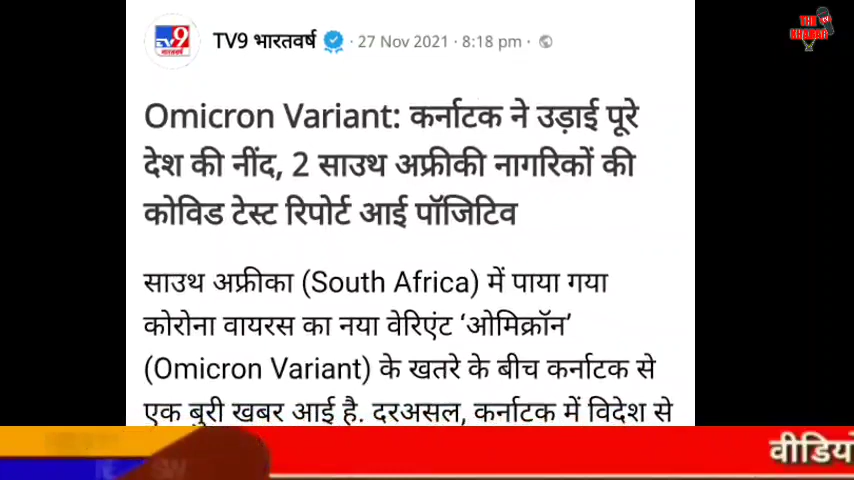 TV9 भारतवर्ष · 27 Nov 2021 · 8:18 pm ·
Omicron Variant: कर्नाटक ने उड़ाई पूरे
देश की नींद, 2 साउथ अफ्रीकी नागरिकों की
कोविड टेस्ट रिपोर्ट आई पॉजिटिव
साउथ अफ्रीका (South Africa) में पाया गया
कोरोना वायरस का नया वेरिएंट ‘ओमिक्रॉन’
(Omicron Variant) के खतरे के बीच कर्नाटक से
एक बुरी खबर आई है. दरअसल, कर्नाटक में विदेश से